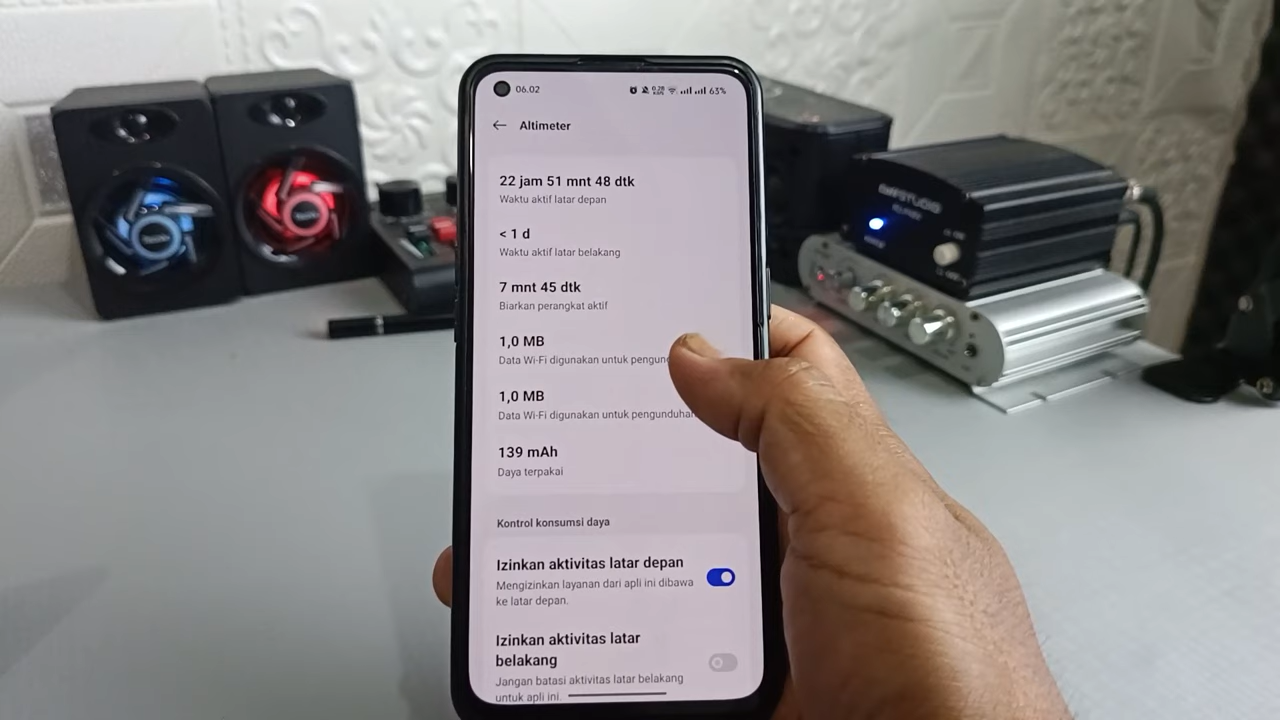 06.02
63%
Altimeter
22 jam 51 mnt 48 dtk
Waktu aktif latar depan
< 1 d
Waktu aktif latar belakang
7 mnt 45 dtk
Biarkan perangkat aktif
1,0 MB
Data Wi-Fi digunakan untuk
1,0 MB
Data Wi-Fi digunakan untuk
139 mAh
Daya terpakai
Kontrol konsumsi daya
Izinkan aktivitas latar depan
Mengizinkan layanan dari apli ini dibawa
ke latar depan.
Izinkan aktivitas latar
belakang
Jangan batasi aktivitas latar belakang
untuk apli ini.